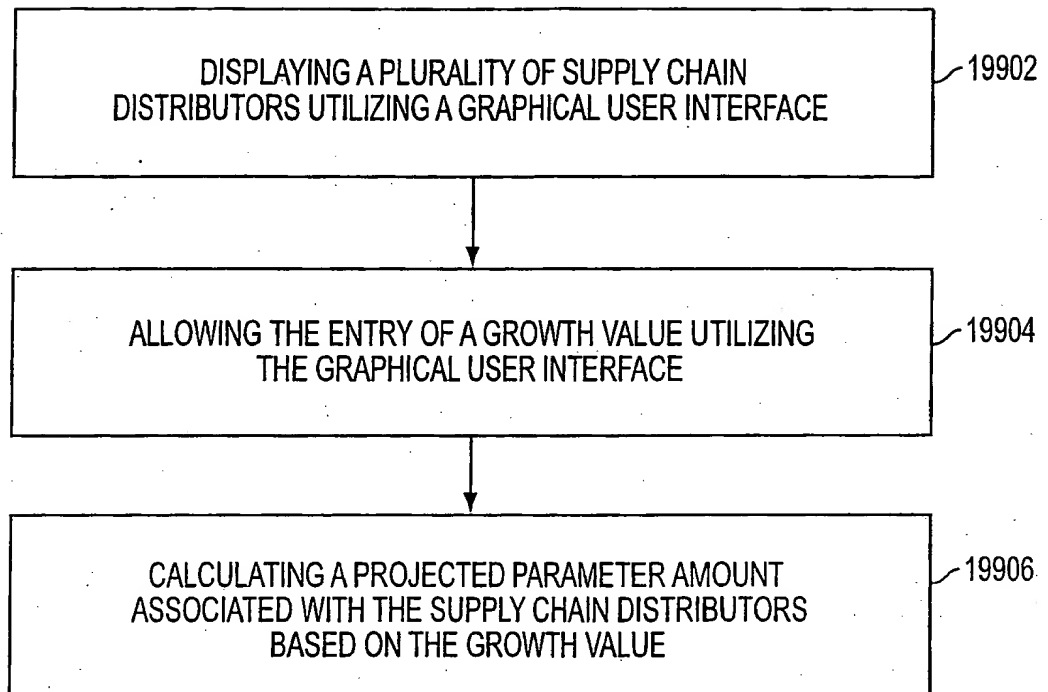 DISPLAYING A PLURALITY OF SUPPLY CHAIN
DISTRIBUTORS UTILIZING A GRAPHICAL USER INTERFACE
19902
ALLOWING THE ENTRY OF A GROWTH VALUE UTILIZING
THE GRAPHICAL USER INTERFACE
19904
CALCULATING A PROJECTED PARAMETER AMOUNT
ASSOCIATED WITH THE SUPPLY CHAIN DISTRIBUTORS
BASED ON THE GROWTH VALUE
19906